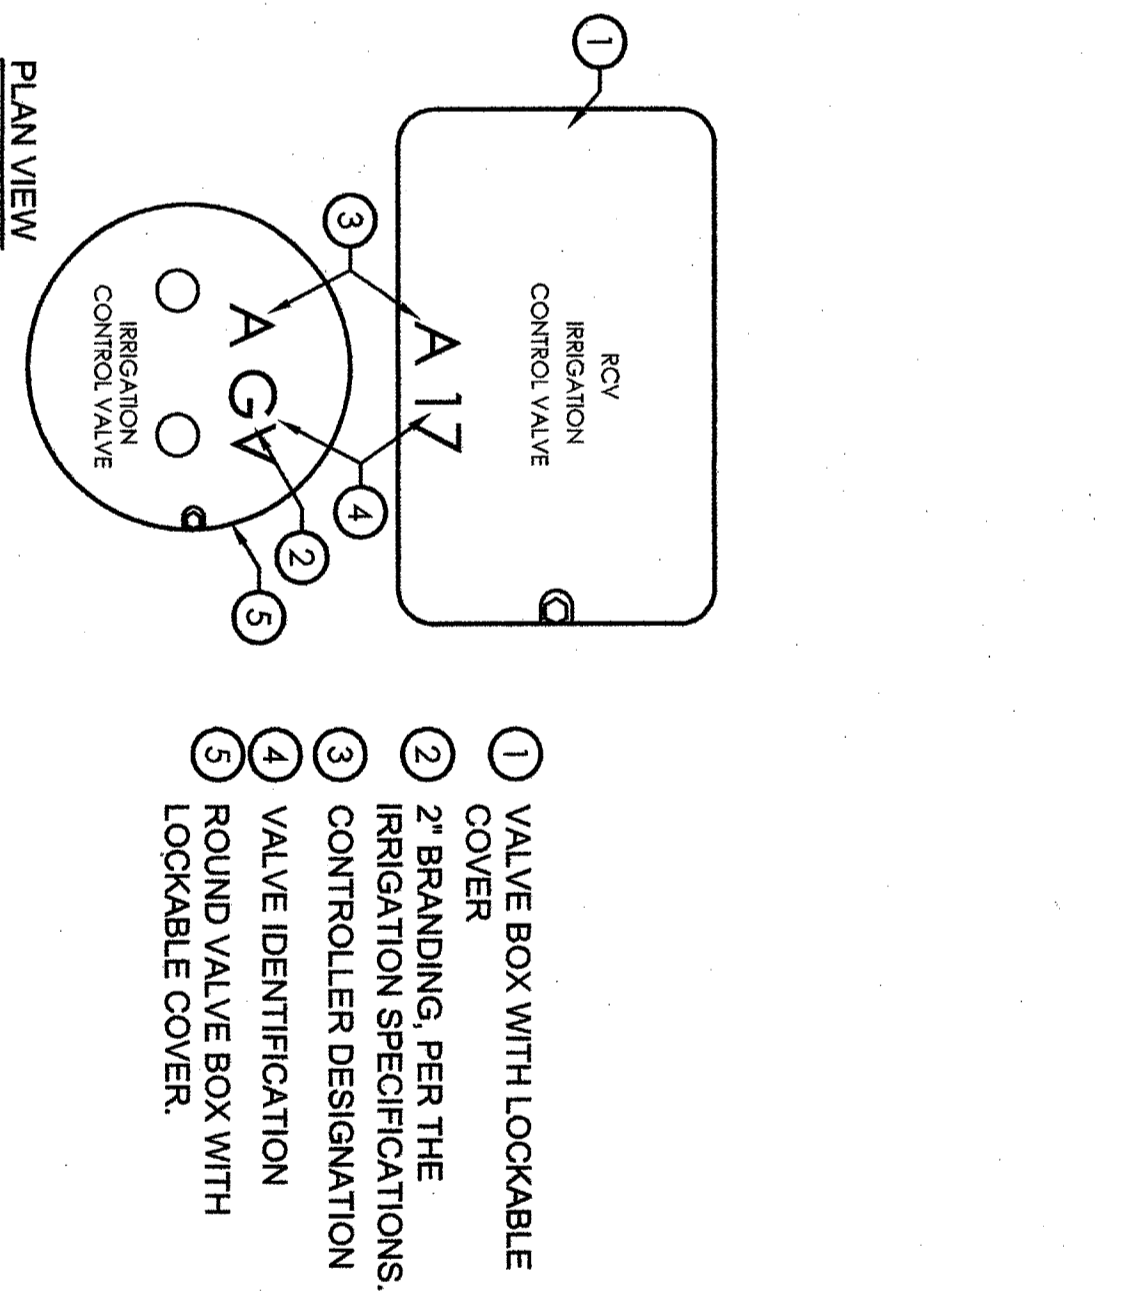 1
RCV
IRRIGATION
CONTROL VALVE
A 17
3
4
A GV
2
IRRIGATION
CONTROL VALVE
5
PLAN VIEW
1 VALVE BOX WITH LOCKABLE
COVER
2 2" BRANDING, PER THE
IRRIGATION SPECIFICATIONS.
3 CONTROLLER DESIGNATION
4 VALVE IDENTIFICATION
5 ROUND VALVE BOX WITH
LOCKABLE COVER.